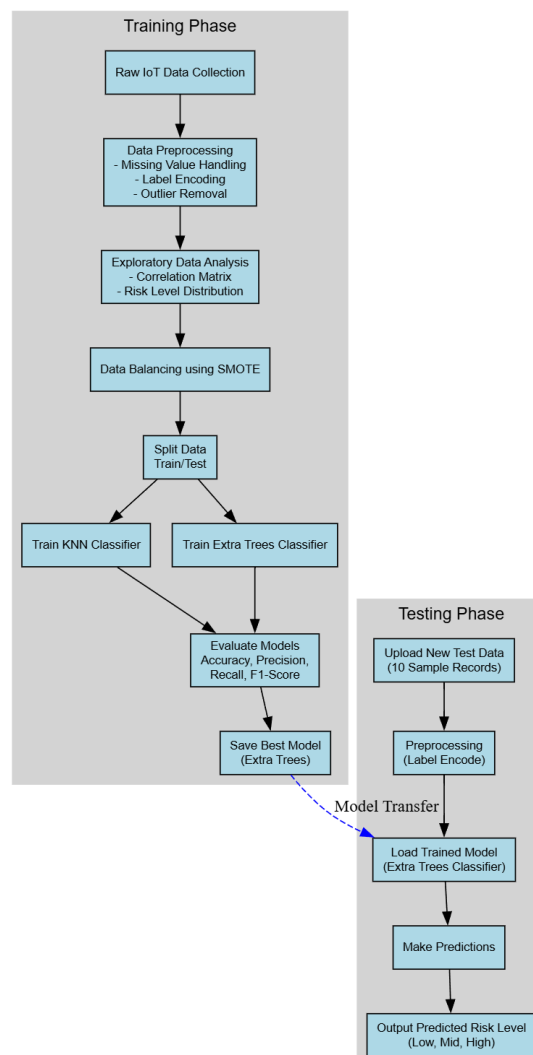 Training Phase
Raw IoT Data Collection
Data Preprocessing
- Missing Value Handling
- Label Encoding
- Outlier Removal
Exploratory Data Analysis
- Correlation Matrix
- Risk Level Distribution
Data Balancing using SMOTE
Split Data
Train/Test
Train KNN Classifier
Train Extra Trees Classifier
Evaluate Models
Accuracy, Precision,
Recall, F1-Score
Save Best Model
(Extra Trees)
Model Transfer
Testing Phase
Upload New Test Data
(10 Sample Records)
Preprocessing
(Label Encode)
Load Trained Model
(Extra Trees Classifier)
Make Predictions
Output Predicted Risk Level
(Low, Mid, High)